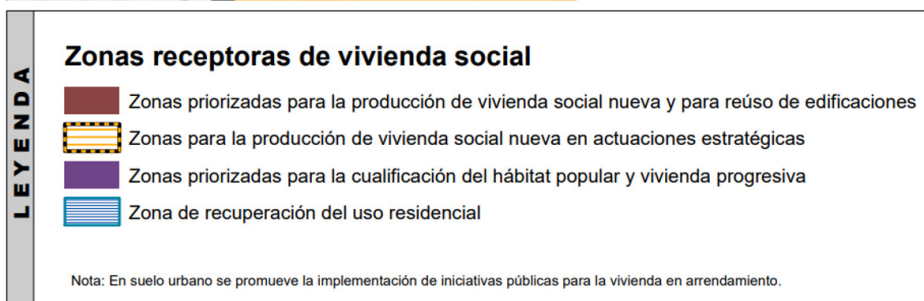 LEYENDA
Zonas receptoras de vivienda social
Zonas priorizadas para la producción de vivienda social nueva y para reúso de edificaciones
Zonas para la producción de vivienda social nueva en actuaciones estratégicas
Zonas priorizadas para la cualificación del hábitat popular y vivienda progresiva
Zona de recuperación del uso residencial
Nota: En suelo urbano se promueve la implementación de iniciativas públicas para la vivienda en arrendamiento.